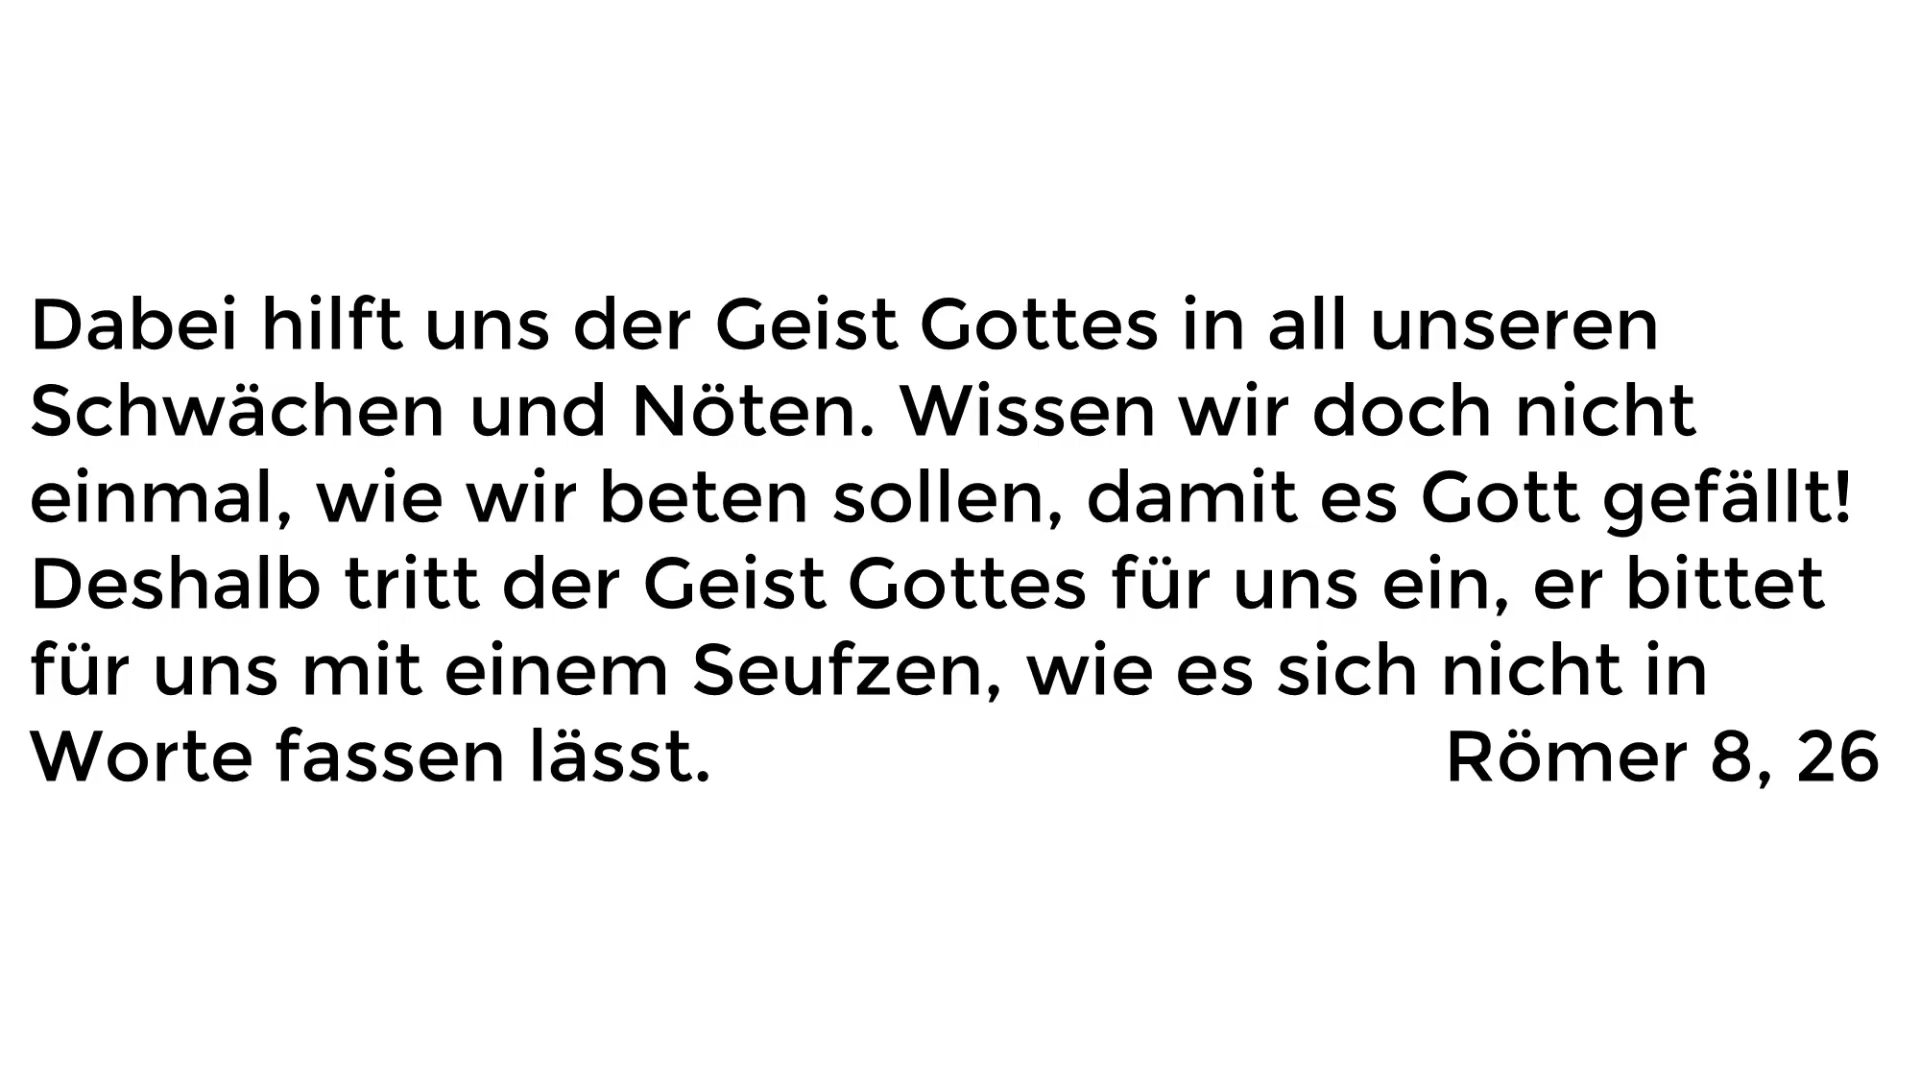 Dabei hilft uns der Geist Gottes in all unseren
Schwächen und Nöten. Wissen wir doch nicht
einmal, wie wir beten sollen, damit es Gott gefällt!
Deshalb tritt der Geist Gottes für uns ein, er bittet
für uns mit einem Seufzen, wie es sich nicht in
Worte fassen lässt. Römer 8, 26